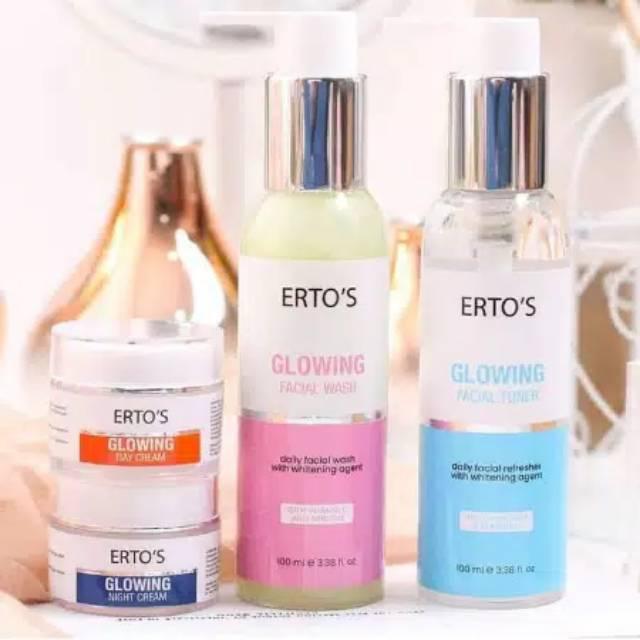 ERTO'S
GLOWING
DAY CREAM
ERTO'S
GLOWING
NIGHT CREAM
ERTO'S
GLOWING
FACIAL WASH
daily facial wash
with whitening agent
100 ml e 3.38 fl. oz
ERTO'S
GLOWING
FACIAL TONER
daily facial refresher
with whitening agent
100 ml e 3.38 fl. oz